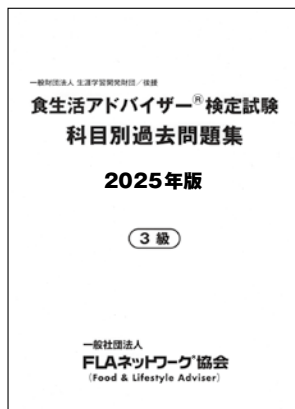 一般財団法人 生涯学習開発財団／後援
食生活アドバイザー®検定試験
科目別過去問題集
2025年版
3級
一般社団法人
FLAネットワーク®協会
(Food & Lifestyle Adviser)